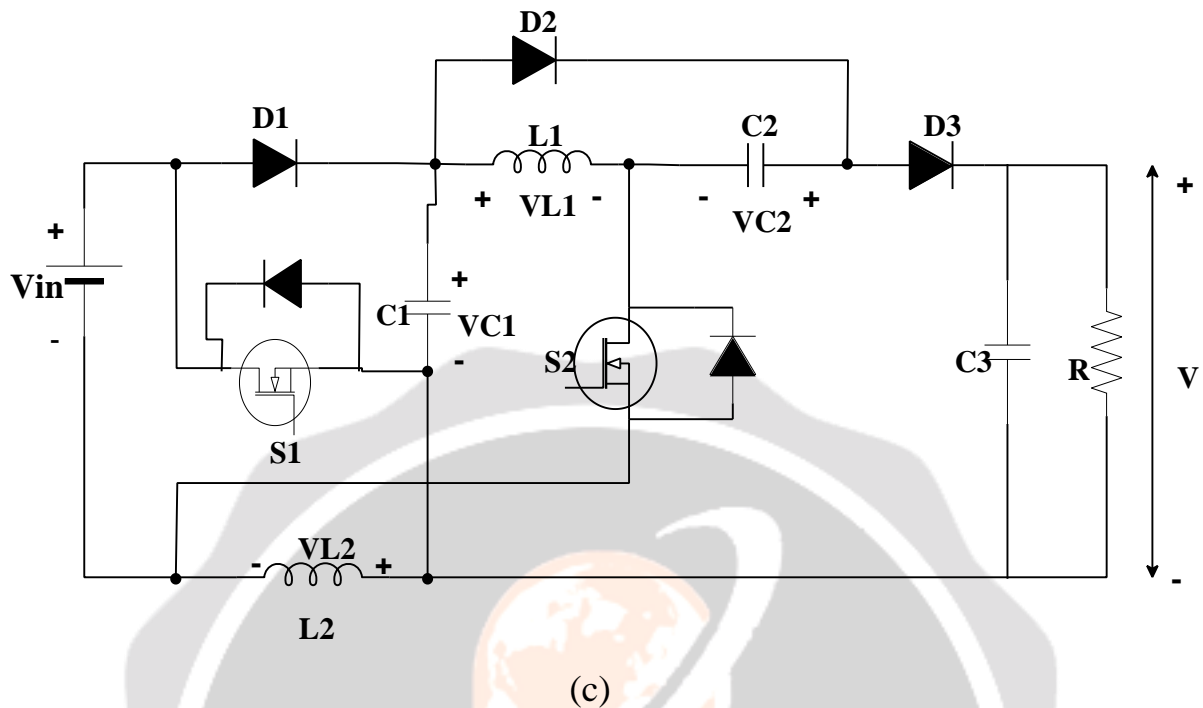 D2
D1
L1
C2
D3
+
-
VL1
-
+
VC2
+
Vin
-
+
C1
VC1
-
S1
S2
C3
R
+
V
-
VL2
-
+
L2
(c)